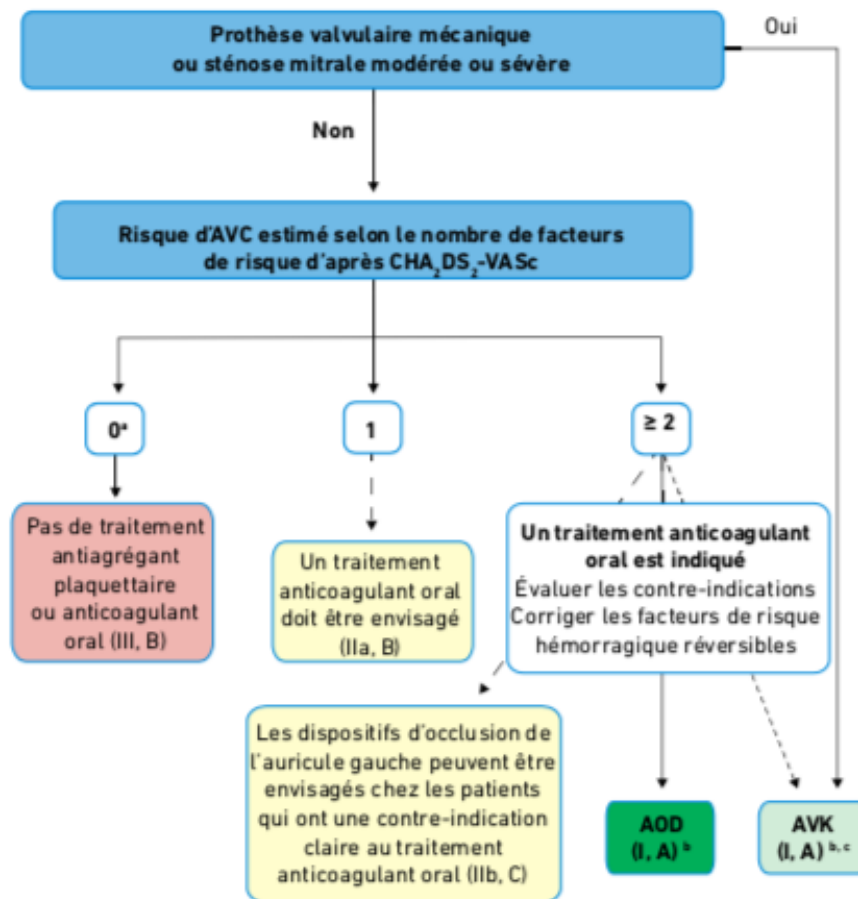 Prothèse valvulaire mécanique
ou sténose mitrale modérée ou sévère
Oui
Non
Risque d'AVC estimé selon le nombre de facteurs
de risque d'après CHA₂DS₂-VASc
0ᵃ
1
≥ 2
Pas de traitement
antiagrégant
plaquettaire
ou anticoagulant
oral (III, B)
Un traitement
anticoagulant oral
doit être envisagé
(IIa, B)
Un traitement anticoagulant
oral est indiqué
Évaluer les contre-indications
Corriger les facteurs de risque
hémorragique réversibles
Les dispositifs d'occlusion de
l'auricule gauche peuvent être
envisagés chez les patients
qui ont une contre-indication
claire au traitement
anticoagulant oral (IIb, C)
AOD
(I, A) ᵇ
AVK
(I, A) ᵇ, ᶜ